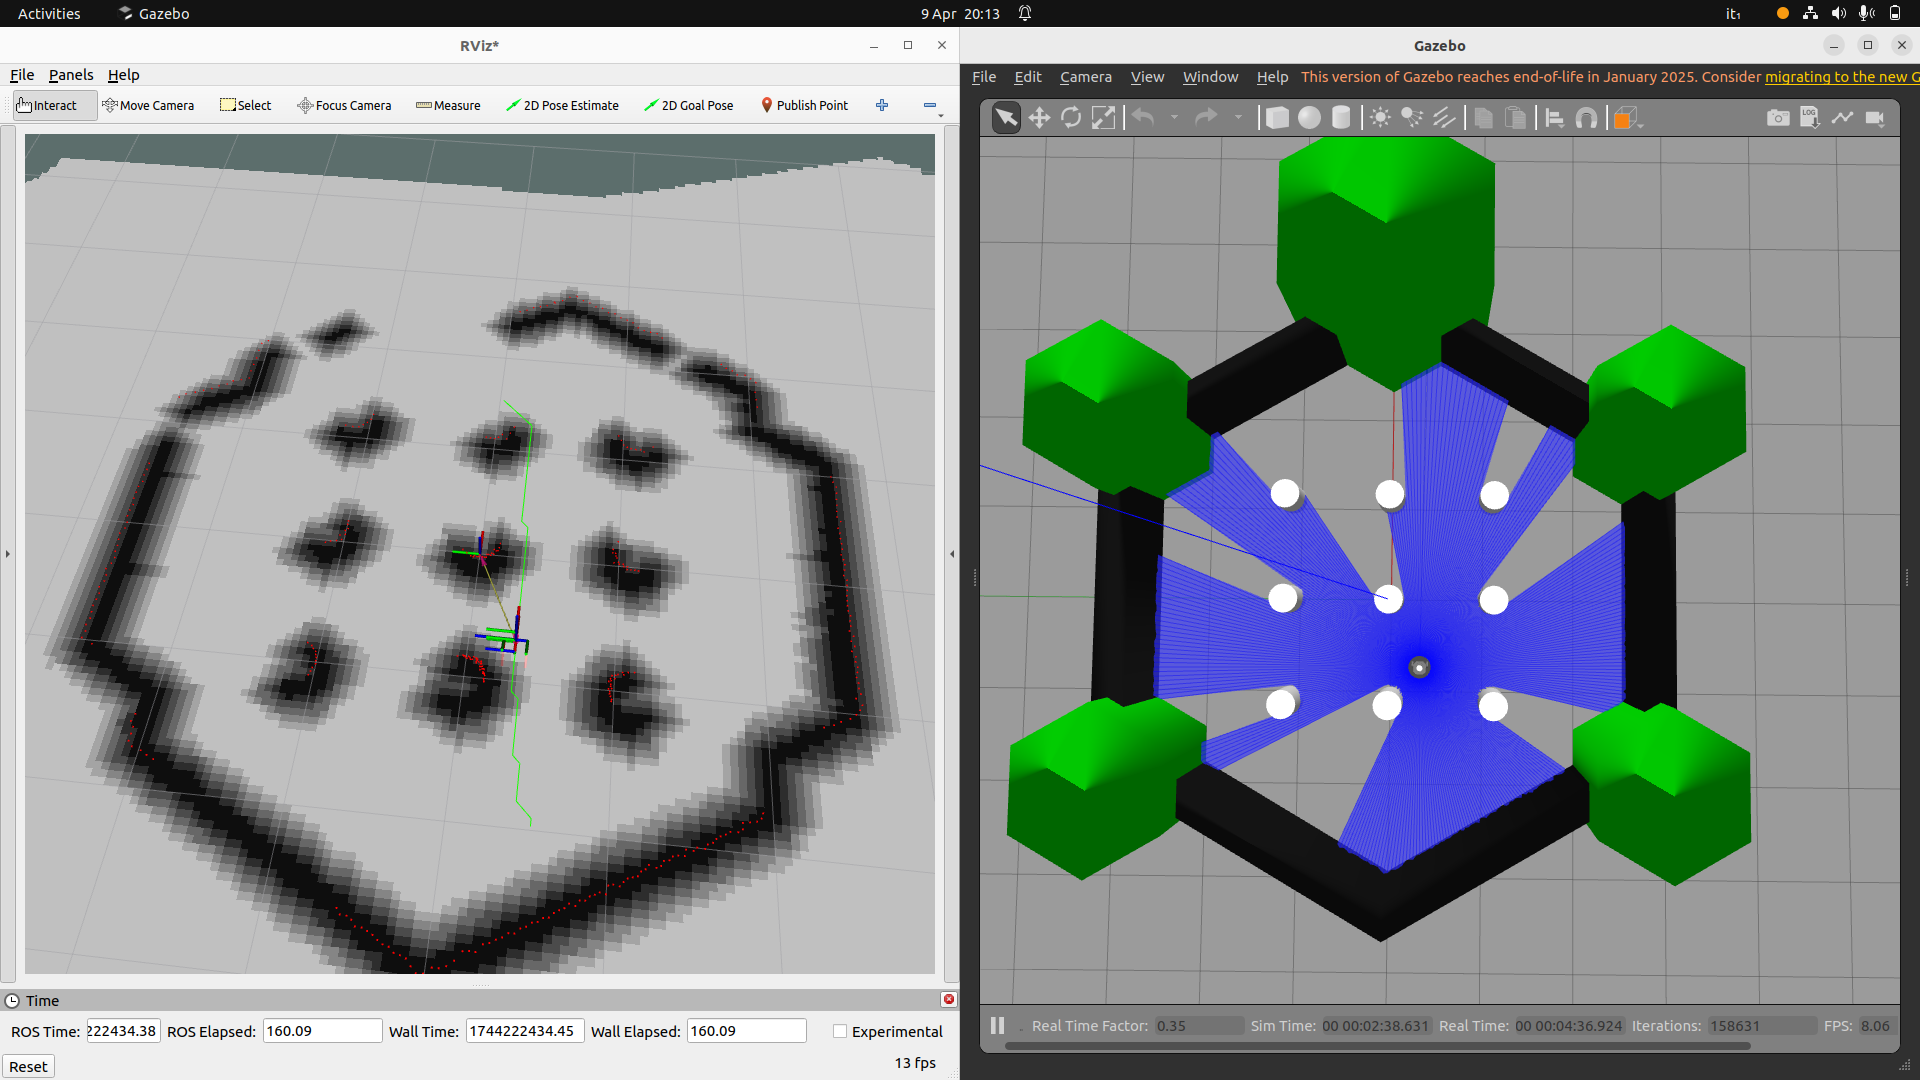 Activities Gazebo 9 Apr 20:13 it₁
RViz*
File Panels Help
Interact Move Camera Select Focus Camera Measure 2D Pose Estimate 2D Goal Pose Publish Point
Time
ROS Time: 222434.38 ROS Elapsed: 160.09 Wall Time: 1744222434.45 Wall Elapsed: 160.09 Experimental
Reset 13 fps
Gazebo
File Edit Camera View Window Help This version of Gazebo reaches end-of-life in January 2025. Consider migrating to the new G
LOG
Real Time Factor: 0.35 Sim Time: 00 00:02:38.631 Real Time: 00 00:04:36.924 Iterations: 158631 FPS: 8.06